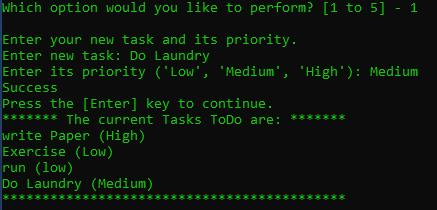 Which option would you like to perform? [1 to 5] - 1
Enter your new task and its priority.
Enter new task: Do Laundry
Enter its priority ('Low', 'Medium', 'High'): Medium
Success
Press the [Enter] key to continue.
******* The current Tasks ToDo are: *******
write Paper (High)
Exercise (Low)
run (low)
Do Laundry (Medium)
*******************************************